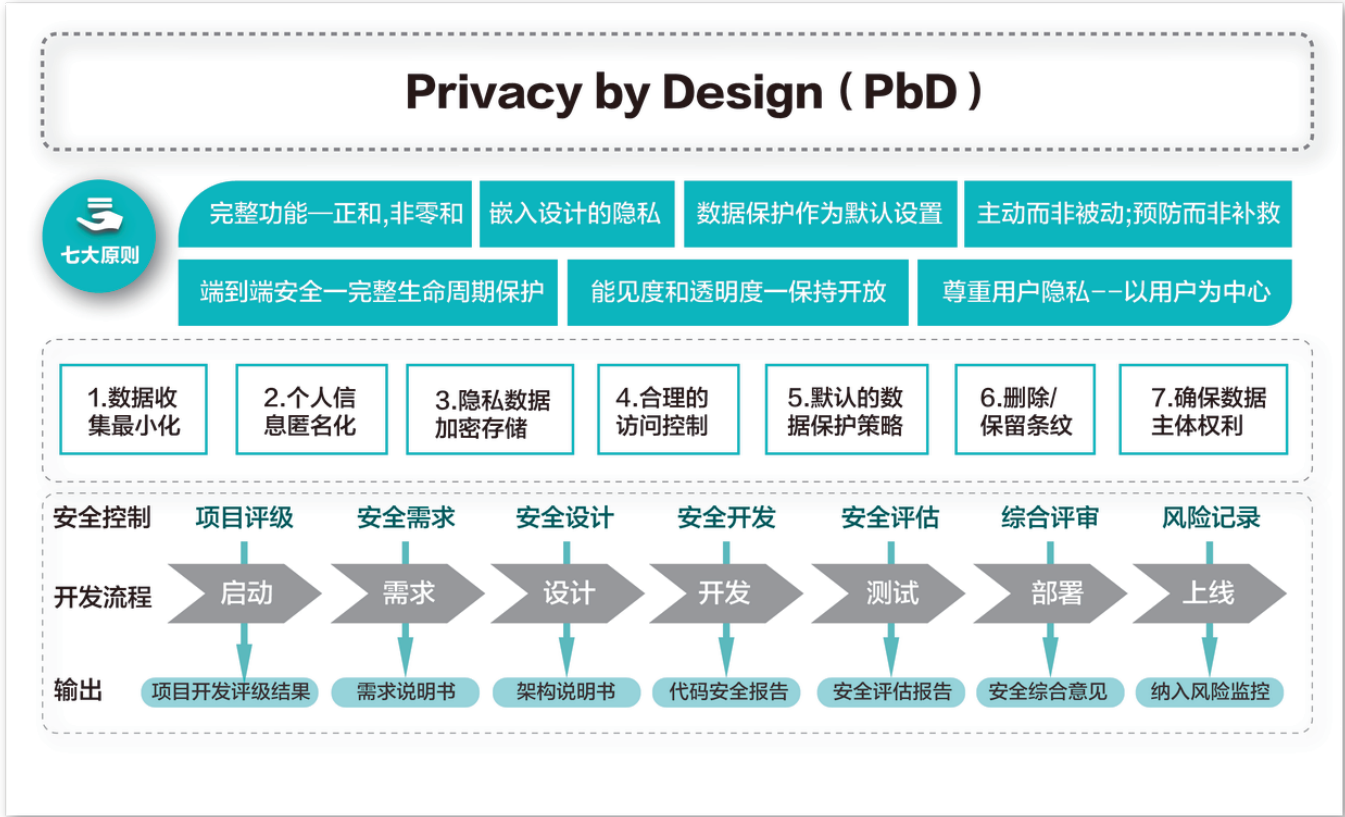 Privacy by Design（PbD）
七大原则
完整功能—正和,非零和
嵌入设计的隐私
数据保护作为默认设置
主动而非被动;预防而非补救
端到端安全一完整生命周期保护
能见度和透明度一保持开放
尊重用户隐私--以用户为中心
1.数据收
集最小化
2.个人信
息匿名化
3.隐私数据
加密存储
4.合理的
访问控制
5.默认的数
据保护策略
6.删除/
保留条纹
7.确保数据
主体权利
安全控制
项目评级
安全需求
安全设计
安全开发
安全评估
综合评审
风险记录
开发流程
启动
需求
设计
开发
测试
部署
上线
输出
项目开发评级结果
需求说明书
架构说明书
代码安全报告
安全评估报告
安全综合意见
纳入风险监控